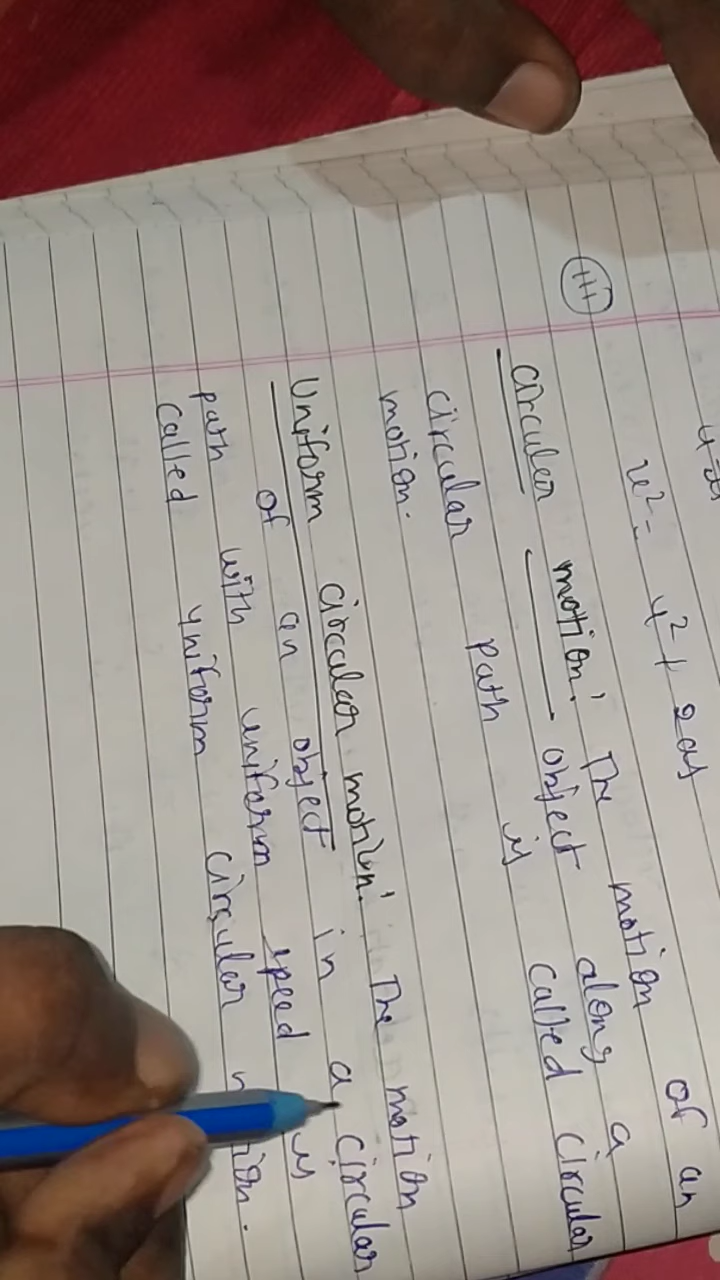 v² = u² + 2as
III Circular motion: The motion of an
object along a
circular path is called circular
motion.
Uniform circular motion: The motion
of an object in a circular
path with uniform speed is
called uniform circular